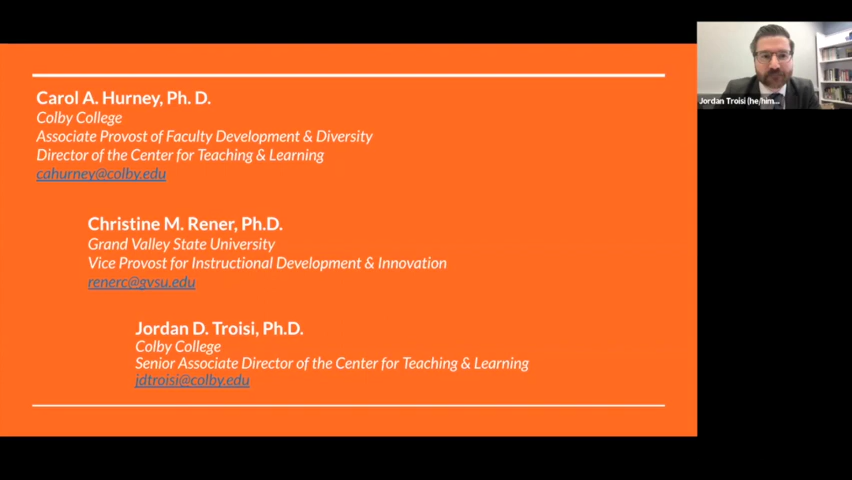 Carol A. Hurney, Ph. D.
Colby College
Associate Provost of Faculty Development & Diversity
Director of the Center for Teaching & Learning
cahurney@colby.edu
Christine M. Rener, Ph.D.
Grand Valley State University
Vice Provost for Instructional Development & Innovation
renerc@gvsu.edu
Jordan D. Troisi, Ph.D.
Colby College
Senior Associate Director of the Center for Teaching & Learning
jdtroisi@colby.edu
Jordan Troisi (he/him...